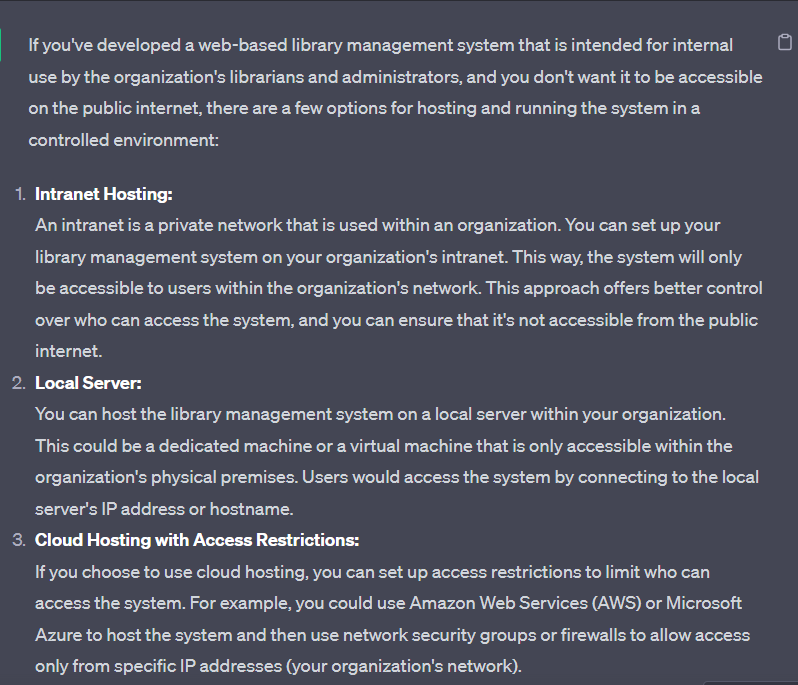 If you've developed a web-based library management system that is intended for internal
use by the organization's librarians and administrators, and you don't want it to be accessible
on the public internet, there are a few options for hosting and running the system in a
controlled environment:
1. Intranet Hosting:
An intranet is a private network that is used within an organization. You can set up your
library management system on your organization's intranet. This way, the system will only
be accessible to users within the organization's network. This approach offers better control
over who can access the system, and you can ensure that it's not accessible from the public
internet.
2. Local Server:
You can host the library management system on a local server within your organization.
This could be a dedicated machine or a virtual machine that is only accessible within the
organization's physical premises. Users would access the system by connecting to the local
server's IP address or hostname.
3. Cloud Hosting with Access Restrictions:
If you choose to use cloud hosting, you can set up access restrictions to limit who can
access the system. For example, you could use Amazon Web Services (AWS) or Microsoft
Azure to host the system and then use network security groups or firewalls to allow access
only from specific IP addresses (your organization's network).